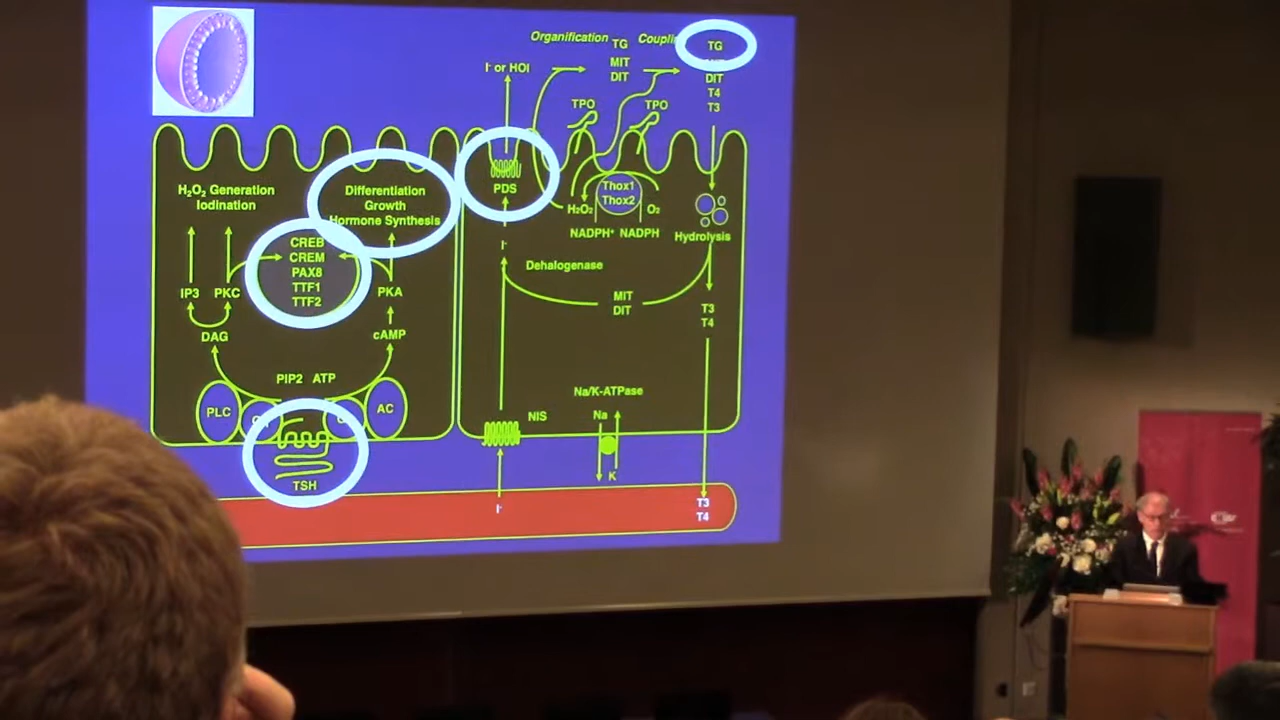 Organification TG
MIT
DIT
TG
DIT
T4
T3
I⁻ or HOI
TPO
TPO
H₂O₂ Generation
Iodination
Differentiation
Growth
Hormone Synthesis
PDS
Thox1
Thox2
H₂O₂
O₂
NADPH⁺ NADPH
Hydrolysis
CREB
CREM
PAX8
TTF1
TTF2
I⁻
Dehalogenase
IP3
PKC
PKA
MIT
DIT
T3
T4
DAG
cAMP
PIP2 ATP
Na/K-ATPase
PLC
AC
NIS
Na
K
TSH
I⁻
T3
T4